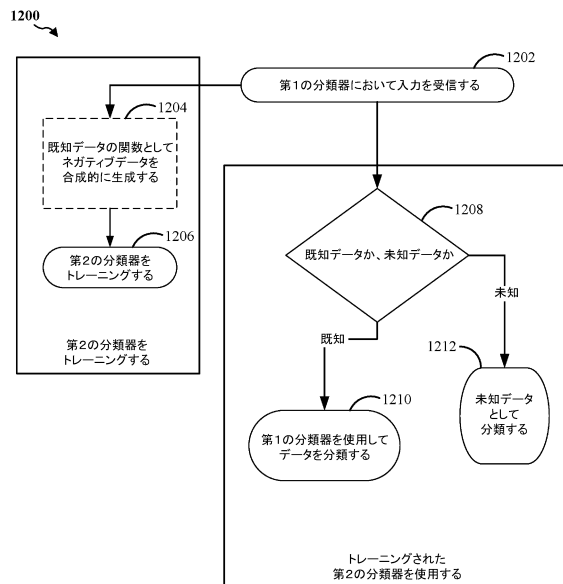 1200
1202
第1の分類器において入力を受信する
1204
既知データの関数として
ネガティブデータを
合成的に生成する
1206
第2の分類器を
トレーニングする
第2の分類器を
トレーニングする
1208
既知データか、未知データか
未知
既知
1212
未知データ
として
分類する
1210
第1の分類器を使用して
データを分類する
トレーニングされた
第2の分類器を使用する